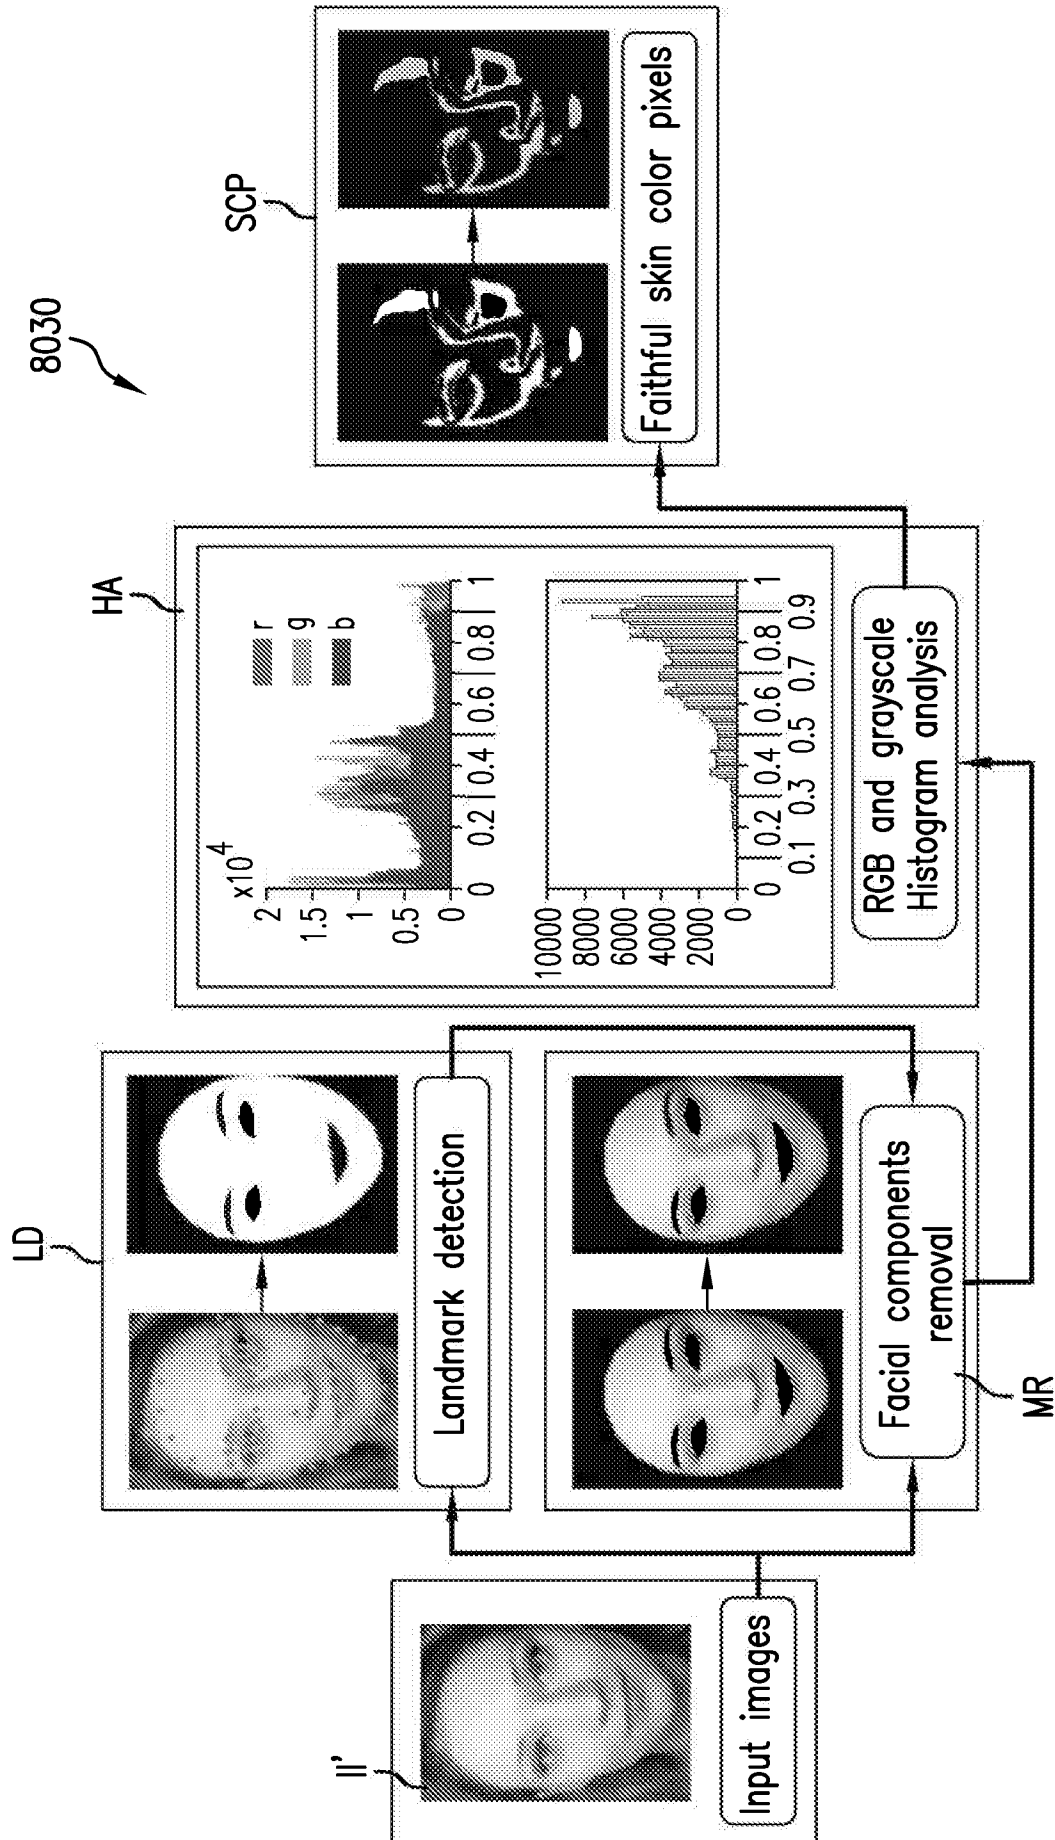 8030
II'
Input images
LD
Landmark detection
Facial components
removal
MR
HA
x10^4
2
1.5
1
0.5
0
r
g
b
0 0.2 0.4 0.6 0.8 1
10000
8000
6000
4000
2000
0
0 0.2 0.4 0.6 0.8 1
0.1 0.3 0.5 0.7 0.9
RGB and grayscale
Histogram analysis
SCP
Faithful skin color pixels